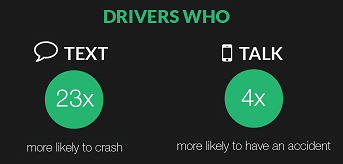 DRIVERS WHO
TEXT
23x
more likely to crash
TALK
4x
more likely to have an accident